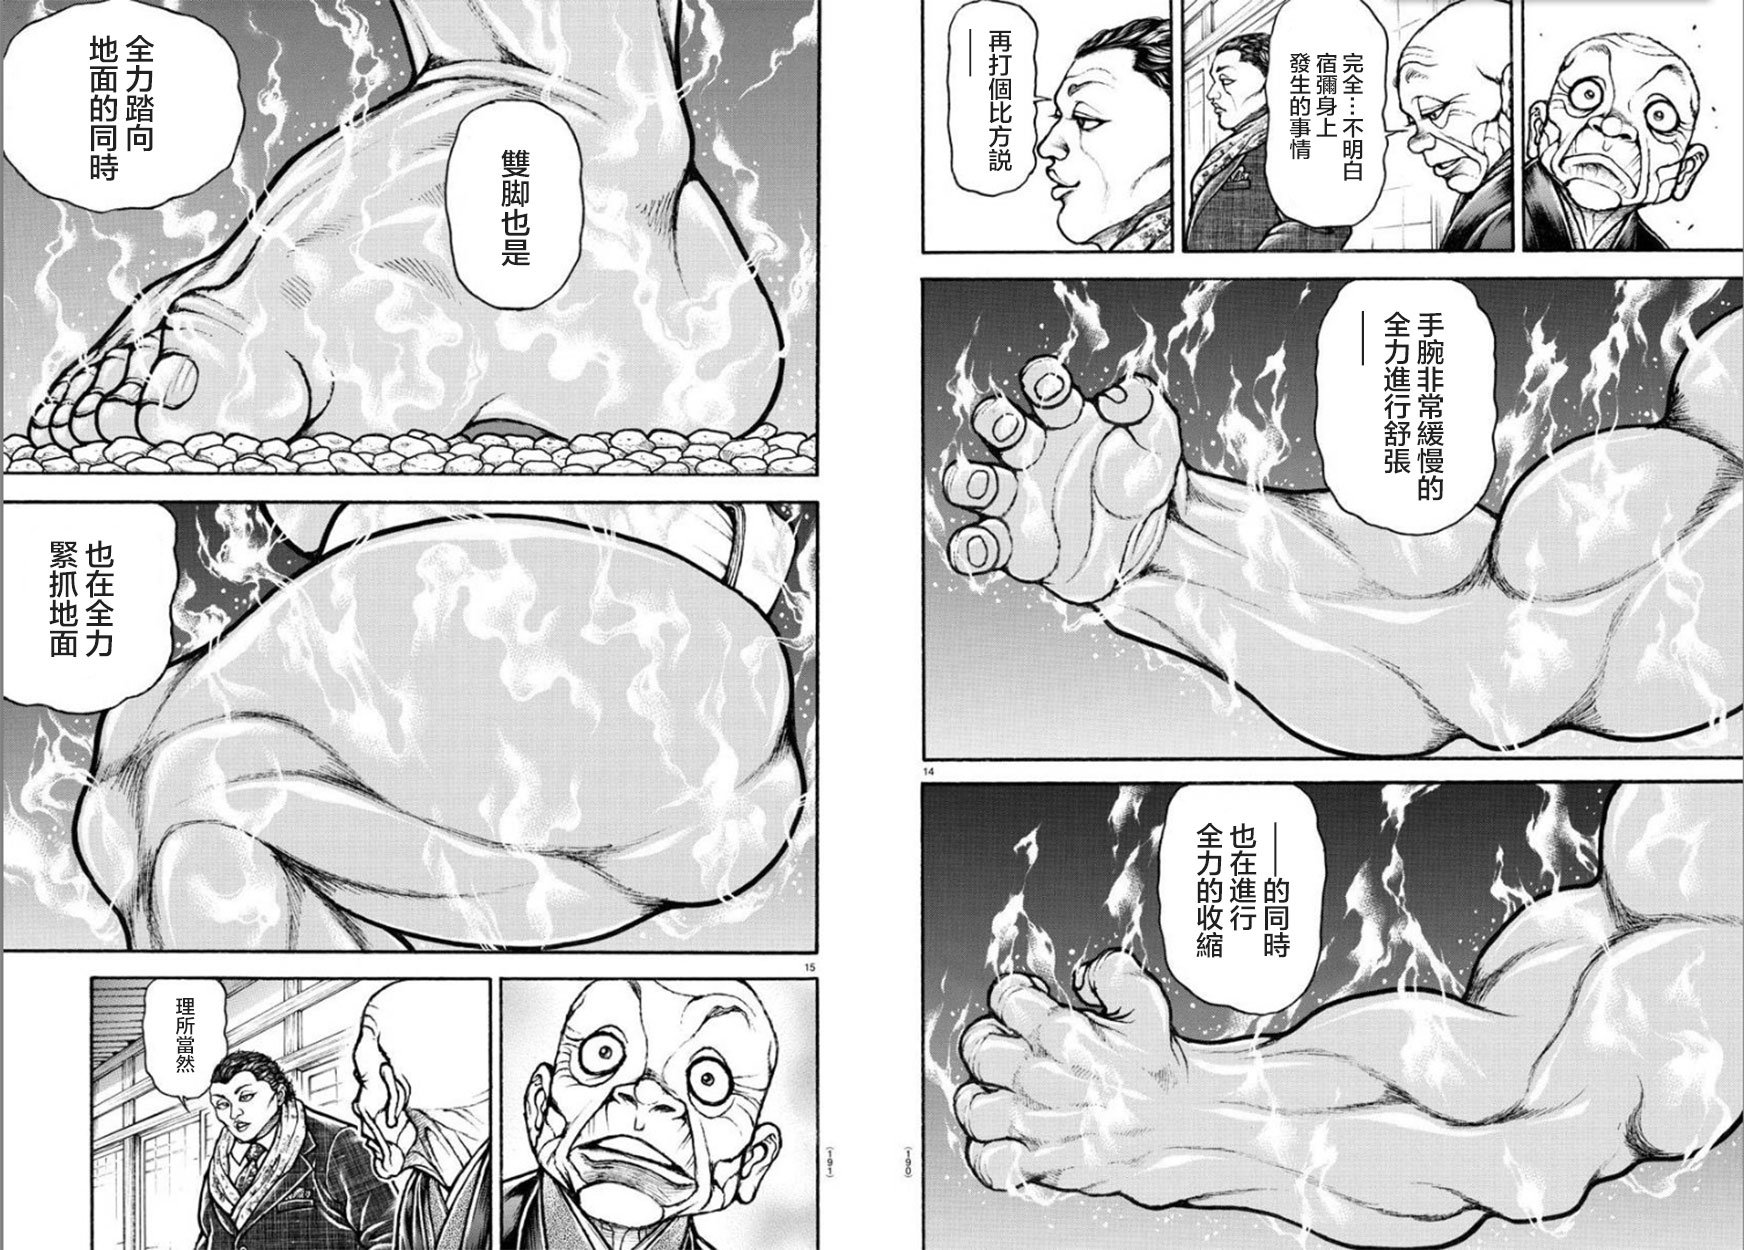 完全…不明白
宿彌身上
發生的事情
再打個比方説
——
手腕非常緩慢的
全力進行舒張
——
——的同時
也在進行
全力的收縮
14
(190)
雙脚也是
全力踏向
地面的同時
也在全力
緊抓地面
15
理所當然
(191)